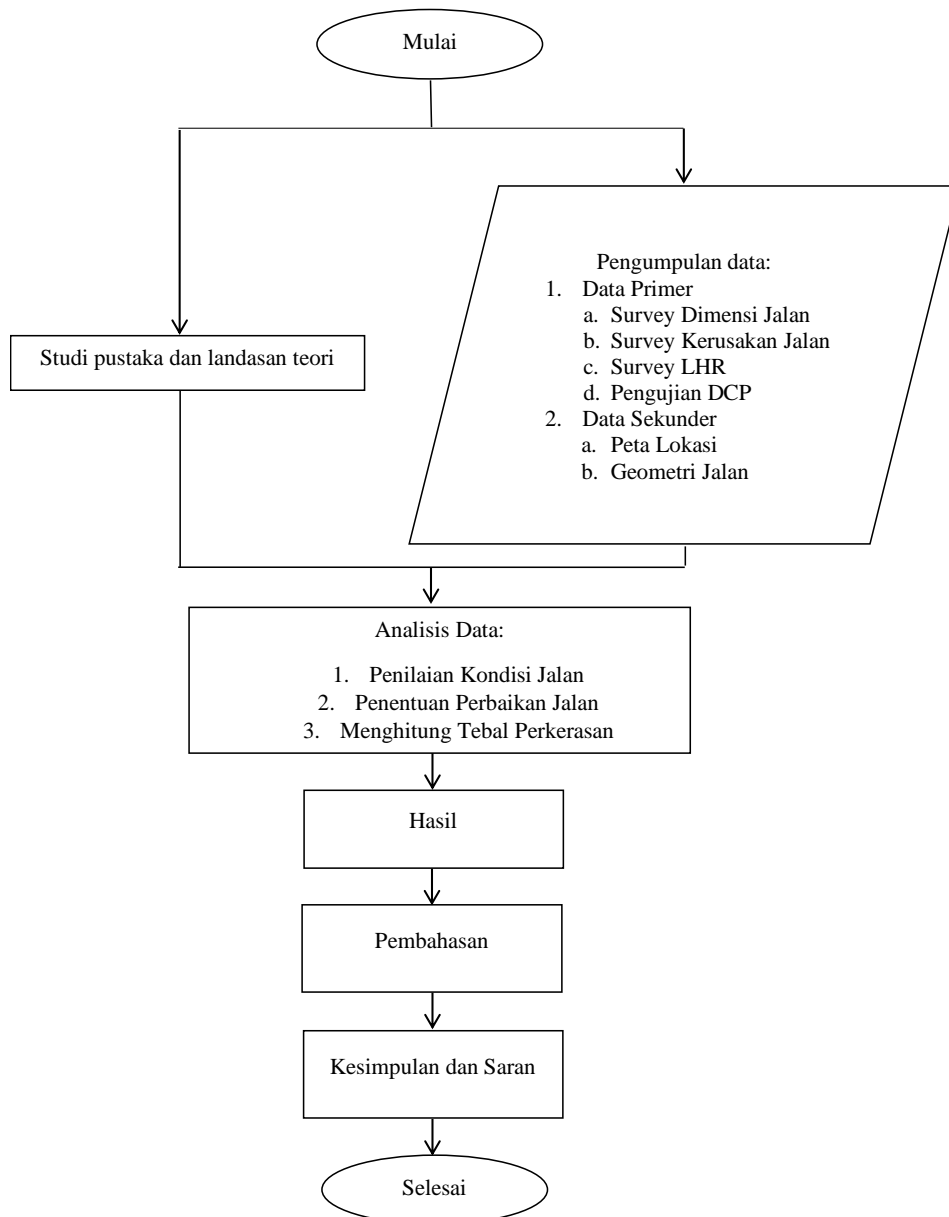 Mulai
Studi pustaka dan landasan teori
Pengumpulan data:
1. Data Primer
a. Survey Dimensi Jalan
b. Survey Kerusakan Jalan
c. Survey LHR
d. Pengujian DCP
2. Data Sekunder
a. Peta Lokasi
b. Geometri Jalan
Analisis Data:
1. Penilaian Kondisi Jalan
2. Penentuan Perbaikan Jalan
3. Menghitung Tebal Perkerasan
Hasil
Pembahasan
Kesimpulan dan Saran
Selesai